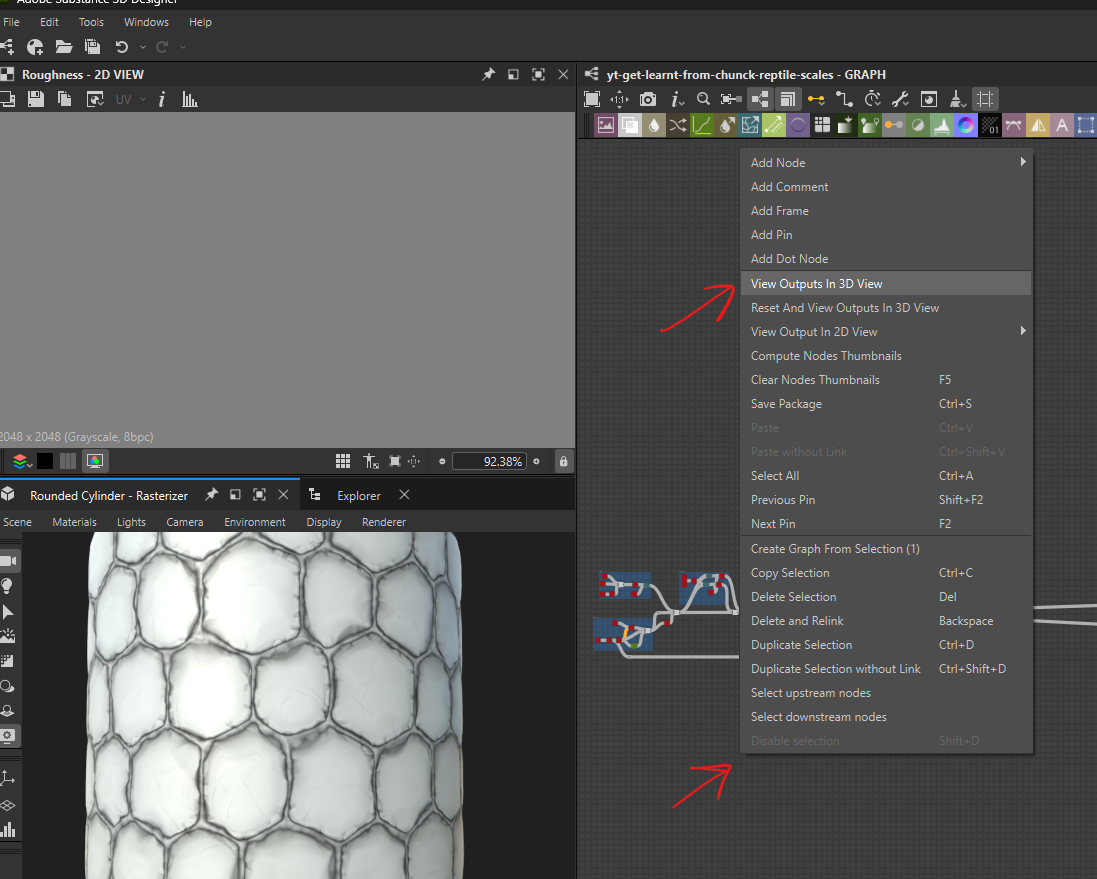 Adobe Substance 3D Designer
File Edit Tools Windows Help
Roughness - 2D VIEW
UV
2048 x 2048 (Grayscale, 8bpc)
92.38%
Rounded Cylinder - Rasterizer
Explorer
Scene Materials Lights Camera Environment Display Renderer
yt-get-learnt-from-chunck-reptile-scales - GRAPH
01
A
Add Node
Add Comment
Add Frame
Add Pin
Add Dot Node
View Outputs In 3D View
Reset And View Outputs In 3D View
View Output In 2D View
Compute Nodes Thumbnails
Clear Nodes Thumbnails F5
Save Package Ctrl+S
Paste Ctrl+V
Paste without Link Ctrl+Shift+V
Select All Ctrl+A
Previous Pin Shift+F2
Next Pin F2
Create Graph From Selection (1)
Copy Selection Ctrl+C
Delete Selection Del
Delete and Relink Backspace
Duplicate Selection Ctrl+D
Duplicate Selection without Link Ctrl+Shift+D
Select upstream nodes
Select downstream nodes
Disable selection Shift+D